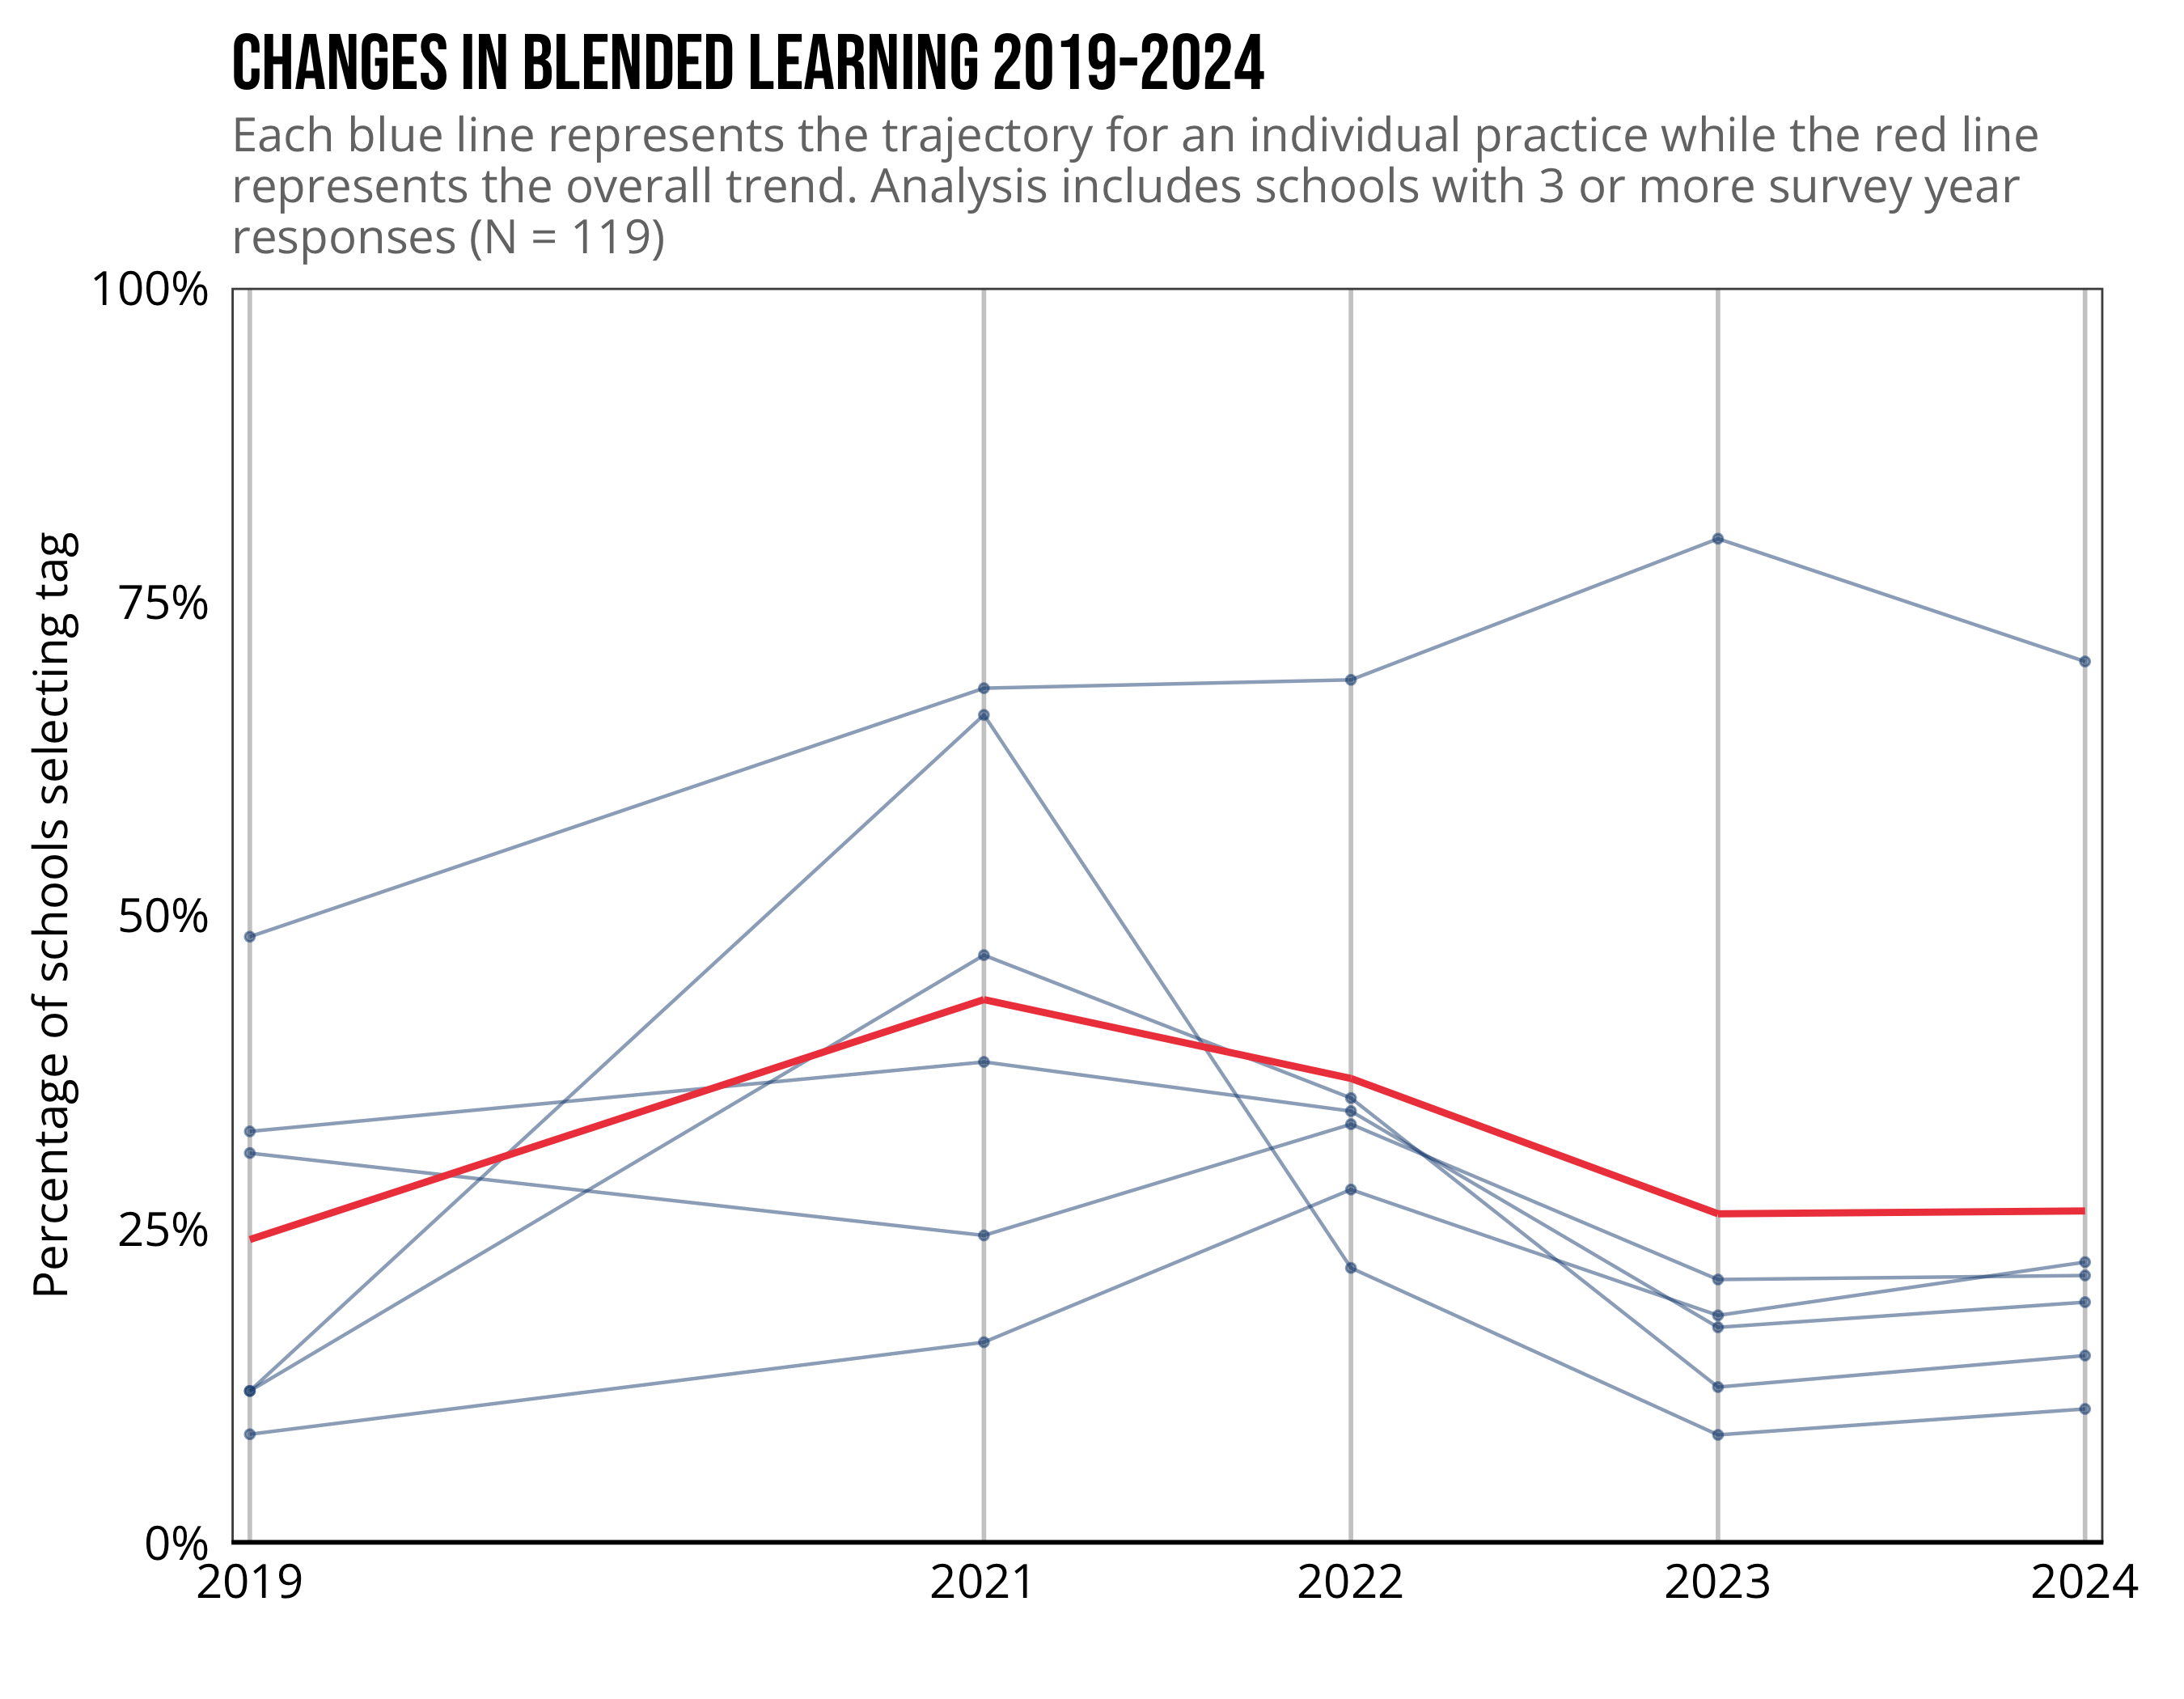 CHANGES IN BLENDED LEARNING 2019-2024
Each blue line represents the trajectory for an individual practice while the red line
represents the overall trend. Analysis includes schools with 3 or more survey year
responses (N = 119)
100%
75%
50%
25%
0%
Percentage of schools selecting tag
2019
2021
2022
2023
2024